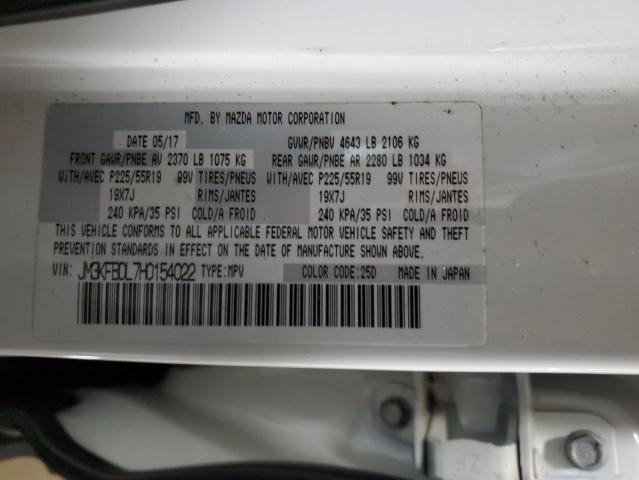 MFD. BY MAZDA MOTOR CORPORATION
DATE 05/17 GVWR/PNBV 4643 LB 2106 KG
FRONT GAWR/PNBE AV 2370 LB 1075 KG REAR GAWR/PNBE AR 2280 LB 1034 KG
WITH/AVEC P225/55R19 99V TIRES/PNEUS WITH/AVEC P225/55R19 99V TIRES/PNEUS
19X7J RIMS/JANTES 19X7J RIMS/JANTES
240 KPA/35 PSI COLD/A FROID 240 KPA/35 PSI COLD/A FROID
THIS VEHICLE CONFORMS TO ALL APPLICABLE FEDERAL MOTOR VEHICLE SAFETY AND THEFT
PREVENTION STANDARDS IN EFFECT ON THE DATE OF MANUFACTURE SHOWN ABOVE.
VIN: JM3KFBDL7H0154022 TYPE:MPV COLOR CODE:25D MADE IN JAPAN